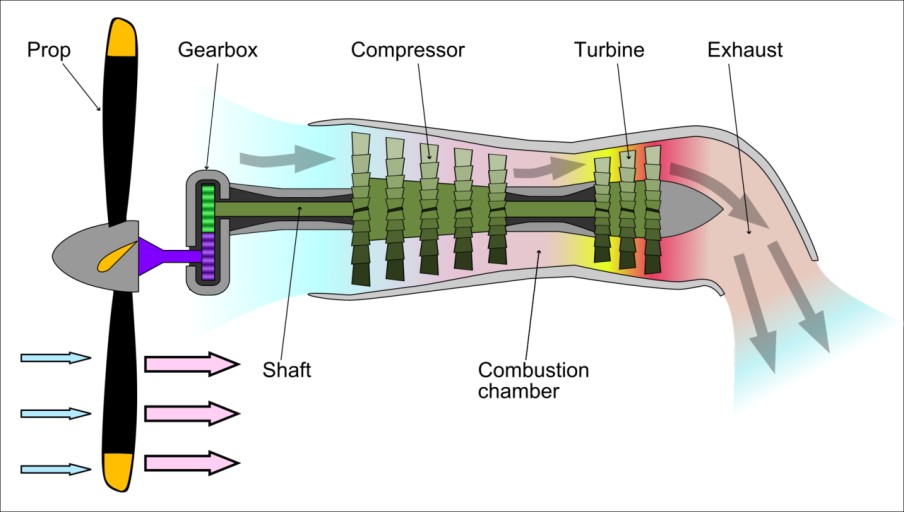 Prop
Gearbox
Compressor
Turbine
Exhaust
Shaft
Combustion
chamber